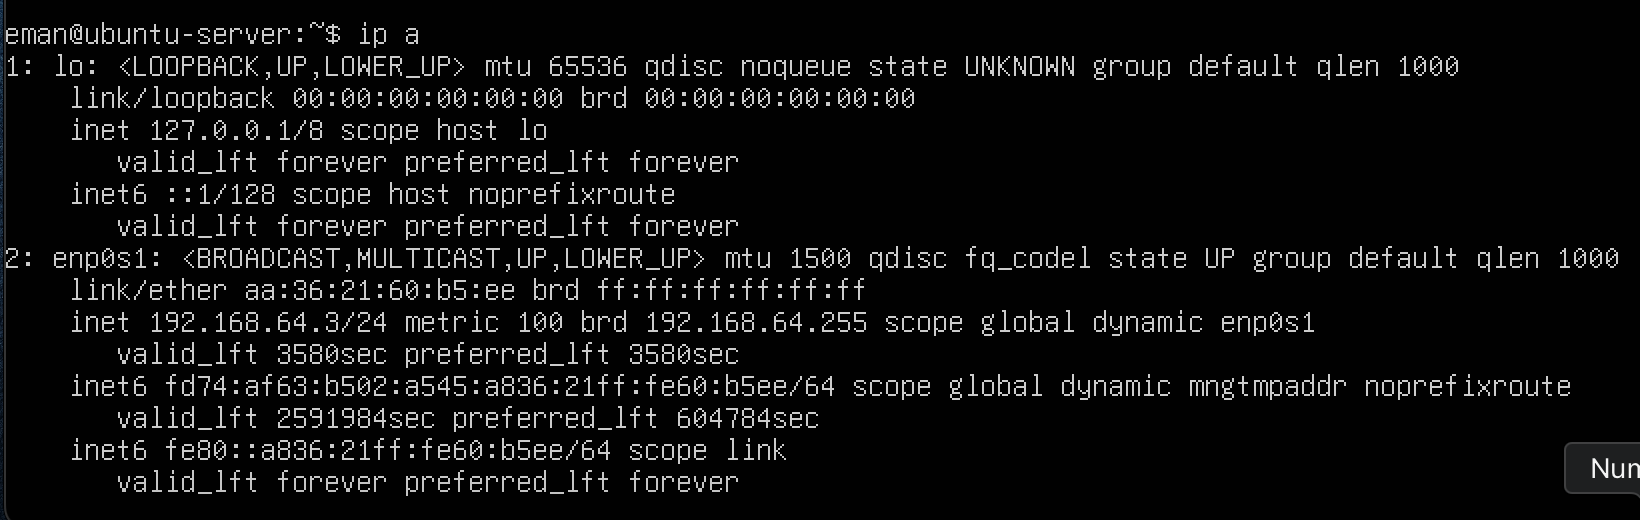 eman@ubuntu-server:~$ ip a
1: lo: <LOOPBACK,UP,LOWER_UP> mtu 65536 qdisc noqueue state UNKNOWN group default qlen 1000
    link/loopback 00:00:00:00:00:00 brd 00:00:00:00:00:00
    inet 127.0.0.1/8 scope host lo
       valid_lft forever preferred_lft forever
    inet6 ::1/128 scope host noprefixroute
       valid_lft forever preferred_lft forever
2: enp0s1: <BROADCAST,MULTICAST,UP,LOWER_UP> mtu 1500 qdisc fq_codel state UP group default qlen 1000
    link/ether aa:36:21:60:b5:ee brd ff:ff:ff:ff:ff:ff
    inet 192.168.64.3/24 metric 100 brd 192.168.64.255 scope global dynamic enp0s1
       valid_lft 3580sec preferred_lft 3580sec
    inet6 fd74:af63:b502:a545:a836:21ff:fe60:b5ee/64 scope global dynamic mngtmpaddr noprefixroute
       valid_lft 2591984sec preferred_lft 604784sec
    inet6 fe80::a836:21ff:fe60:b5ee/64 scope link
       valid_lft forever preferred_lft forever